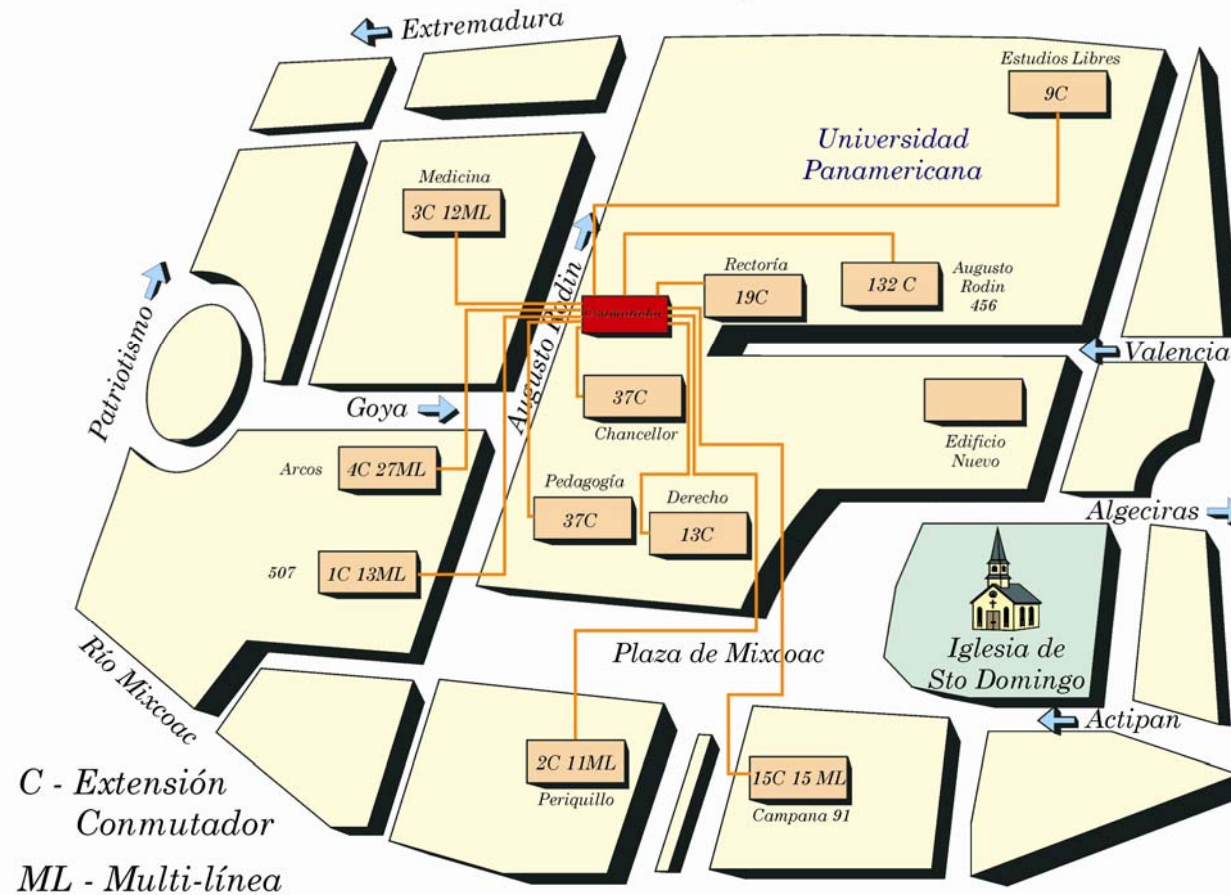 Extremadura
Estudios Libres
9C
Universidad
Panamericana
Medicina
3C 12ML
Rectoría
19C
132 C
Augusto
Rodin
456
Conmutador
Augusto Rodin
Patriotismo
Valencia
Goya
37C
Chancellor
Edificio
Nuevo
Arcos
4C 27ML
Pedagogía
37C
Derecho
13C
Algeciras
507
1C 13ML
Río Mixcoac
Plaza de Mixcoac
Iglesia de
Sto Domingo
Actipan
2C 11ML
Periquillo
15C 15 ML
Campana 91
C - Extensión
Conmutador
ML - Multi-línea